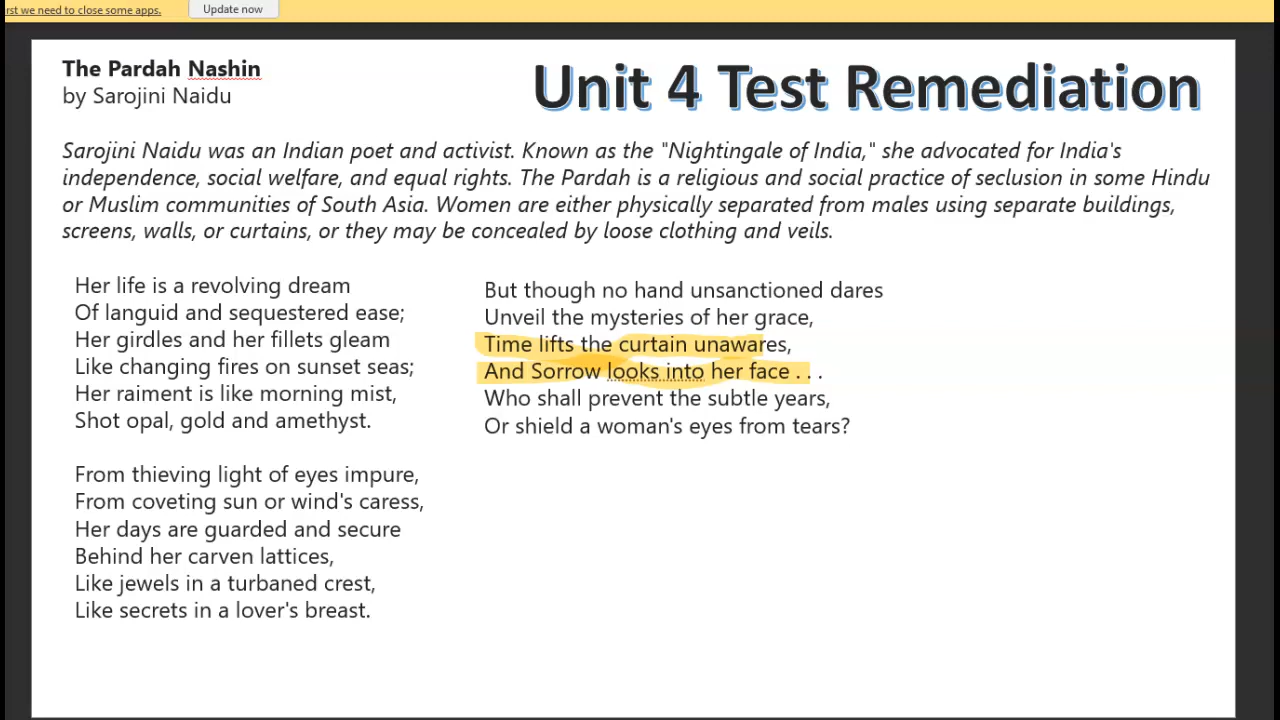 rst we need to close some apps.
Update now
The Pardah Nashin
by Sarojini Naidu
Unit 4 Test Remediation
Sarojini Naidu was an Indian poet and activist. Known as the "Nightingale of India," she advocated for India's
independence, social welfare, and equal rights. The Pardah is a religious and social practice of seclusion in some Hindu
or Muslim communities of South Asia. Women are either physically separated from males using separate buildings,
screens, walls, or curtains, or they may be concealed by loose clothing and veils.
Her life is a revolving dream
Of languid and sequestered ease;
Her girdles and her fillets gleam
Like changing fires on sunset seas;
Her raiment is like morning mist,
Shot opal, gold and amethyst.
From thieving light of eyes impure,
From coveting sun or wind's caress,
Her days are guarded and secure
Behind her carven lattices,
Like jewels in a turbaned crest,
Like secrets in a lover's breast.
But though no hand unsanctioned dares
Unveil the mysteries of her grace,
Time lifts the curtain unawares,
And Sorrow looks into her face . . .
Who shall prevent the subtle years,
Or shield a woman's eyes from tears?